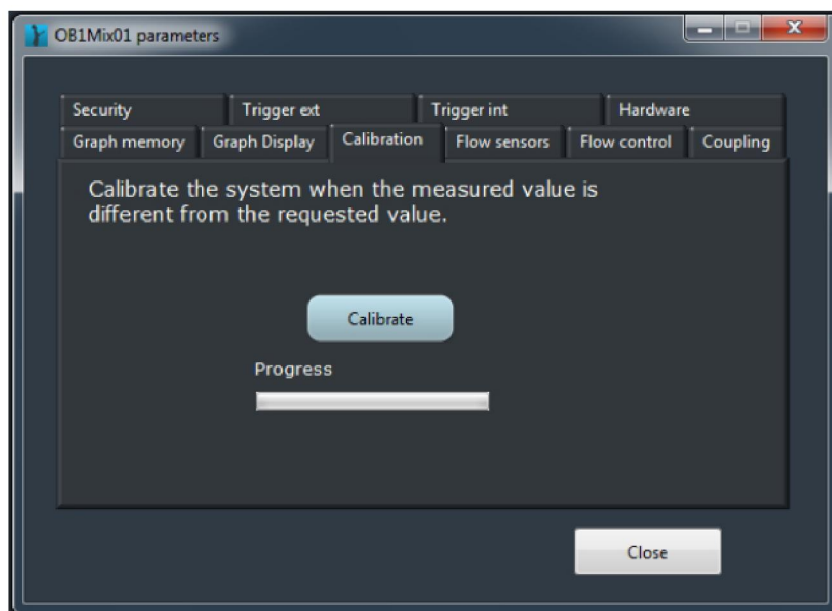 OB1Mix01 parameters
Security Trigger ext Trigger int Hardware
Graph memory Graph Display Calibration Flow sensors Flow control Coupling
Calibrate the system when the measured value is
different from the requested value.
Calibrate
Progress
Close